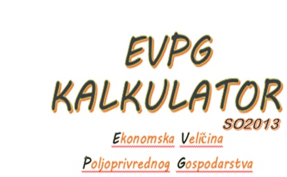 EVPG
KALKULATOR
SO2013
Ekonomska Veličina
Poljoprivrednog Gospodarstva